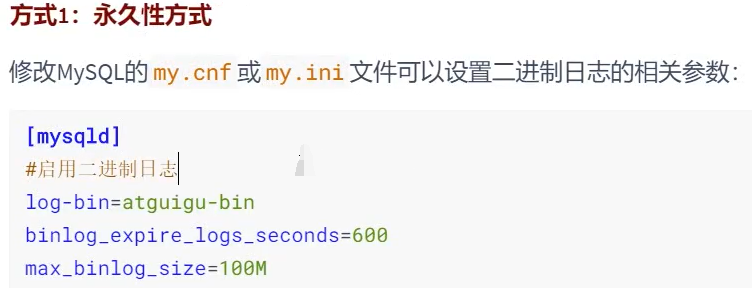 方式1：永久性方式
修改MySQL的 my.cnf 或 my.ini 文件可以设置二进制日志的相关参数：
[mysqld]
#启用二进制日志
log-bin=atguigu-bin
binlog_expire_logs_seconds=600
max_binlog_size=100M